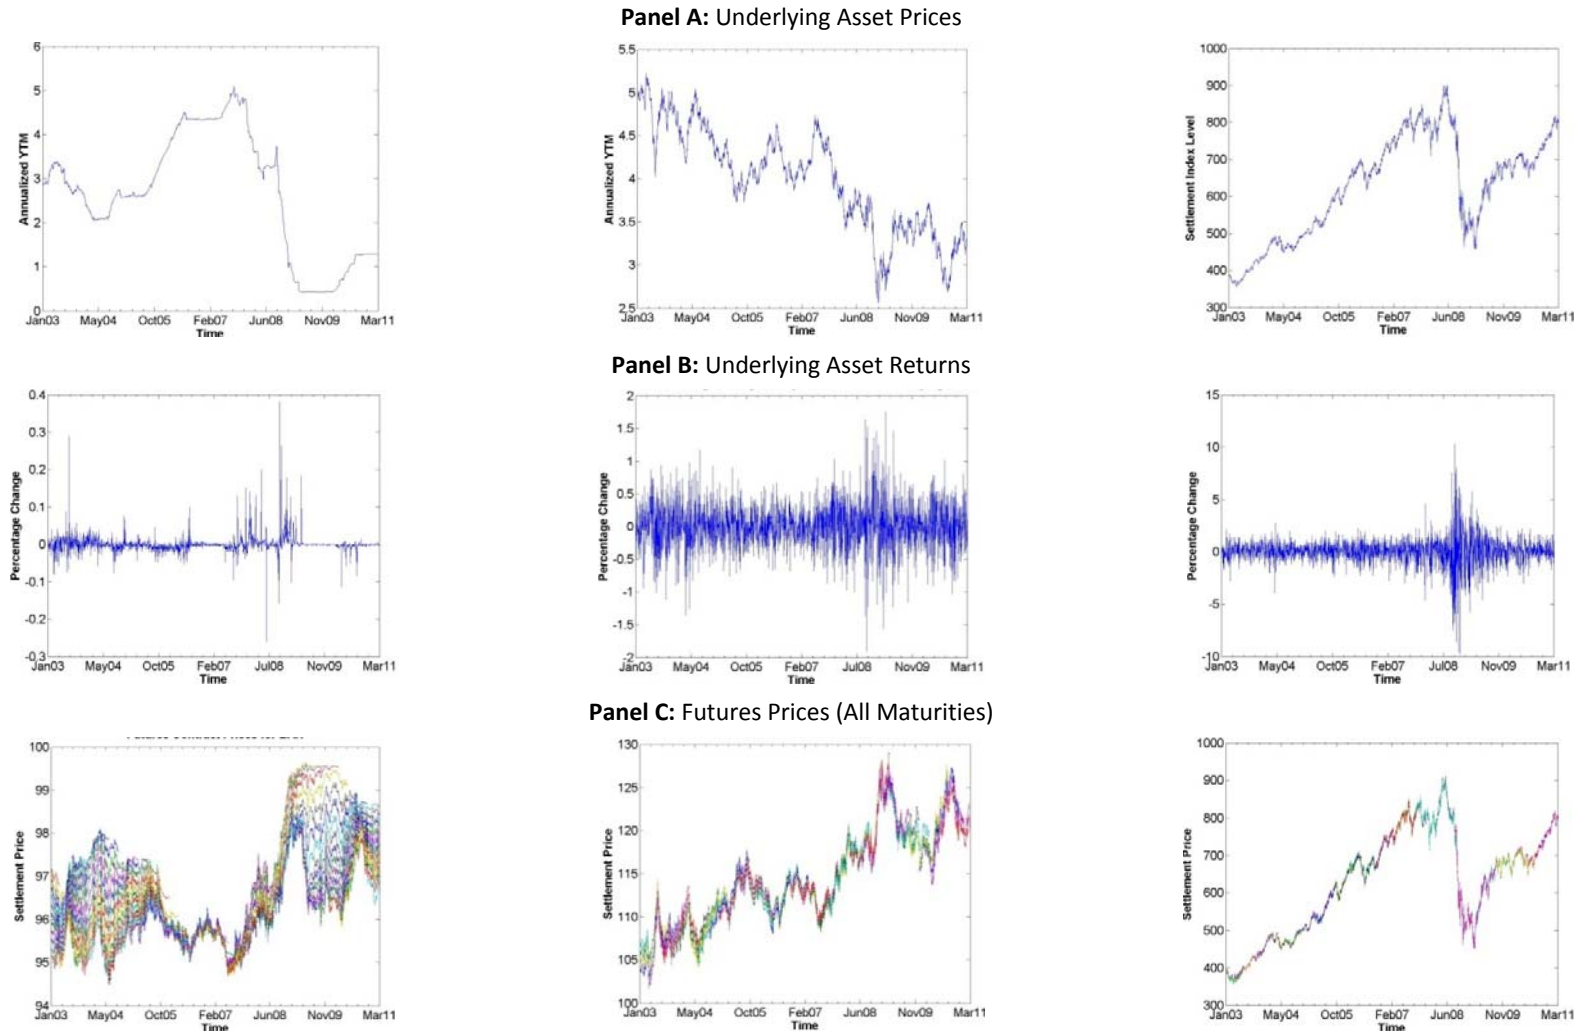 Panel A: Underlying Asset Prices
6
5
4
3
2
1
0
Annualized YTM
Jan03 May04 Oct05 Feb07 Jun08 Nov09 Mar11
Time
5.5
5
4.5
4
3.5
3
2.5
Annualized YTM
Jan03 May04 Oct05 Feb07 Jun08 Nov09 Mar11
Time
1000
900
800
700
600
500
400
300
Settlement Index Level
Jan03 May04 Oct05 Feb07 Jun08 Nov09 Mar11
Time
Panel B: Underlying Asset Returns
0.4
0.3
0.2
0.1
0
-0.1
-0.2
-0.3
Percentage Change
Jan03 May04 Oct05 Feb07 Jul08 Nov09 Mar11
Time
2
1.5
1
0.5
0
-0.5
-1
-1.5
-2
Percentage Change
Jan03 May04 Oct05 Feb07 Jul08 Nov09 Mar11
Time
15
10
5
0
-5
-10
Percentage Change
Jan03 May04 Oct05 Feb07 Jul08 Nov09 Mar11
Time
Panel C: Futures Prices (All Maturities)
100
99
98
97
96
95
94
Settlement Price
Jan03 May04 Oct05 Feb07 Jun08 Nov09 Mar11
Time
130
125
120
115
110
105
100
Settlement Price
Jan03 May04 Oct05 Feb07 Jun08 Nov09 Mar11
Time
1000
900
800
700
600
500
400
300
Settlement Price
Jan03 May04 Oct05 Feb07 Jun08 Nov09 Mar11
Time